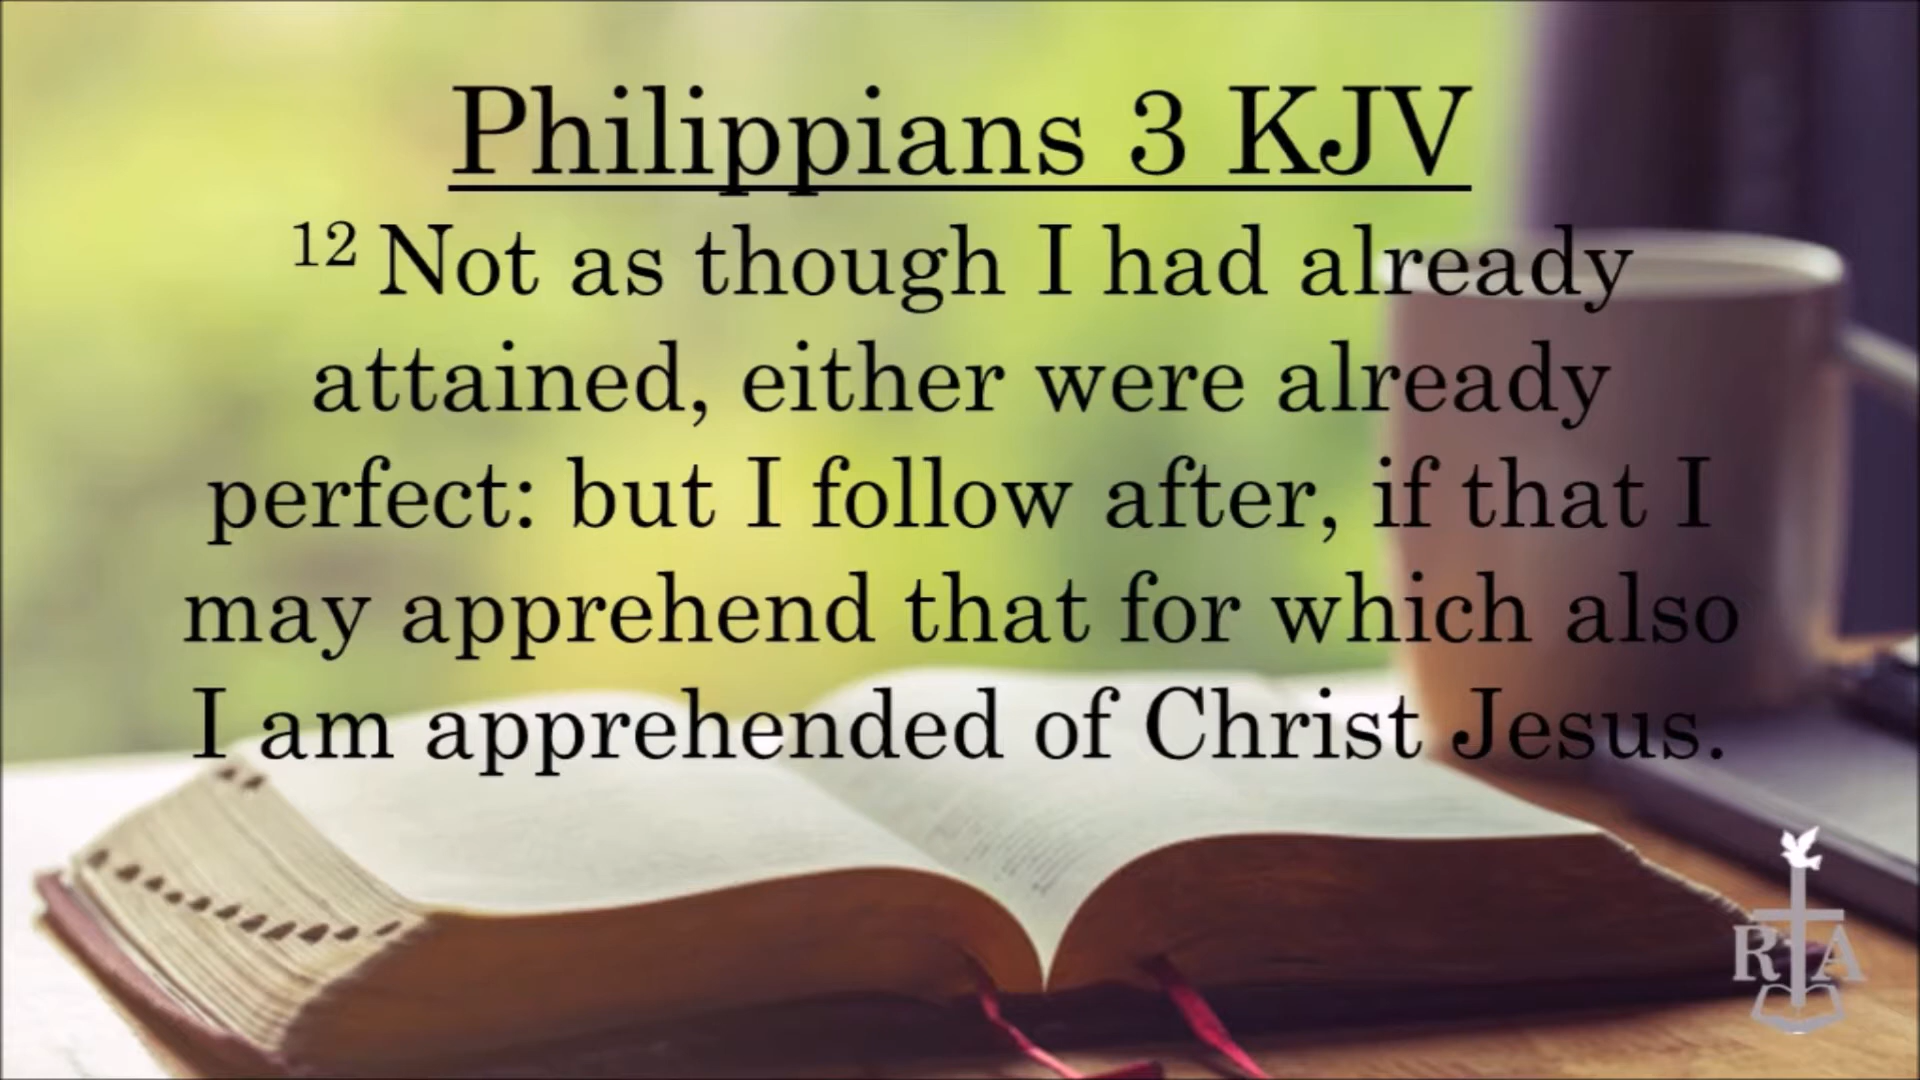 Philippians 3 KJV
12 Not as though I had already
attained, either were already
perfect: but I follow after, if that I
may apprehend that for which also
I am apprehended of Christ Jesus.
R A